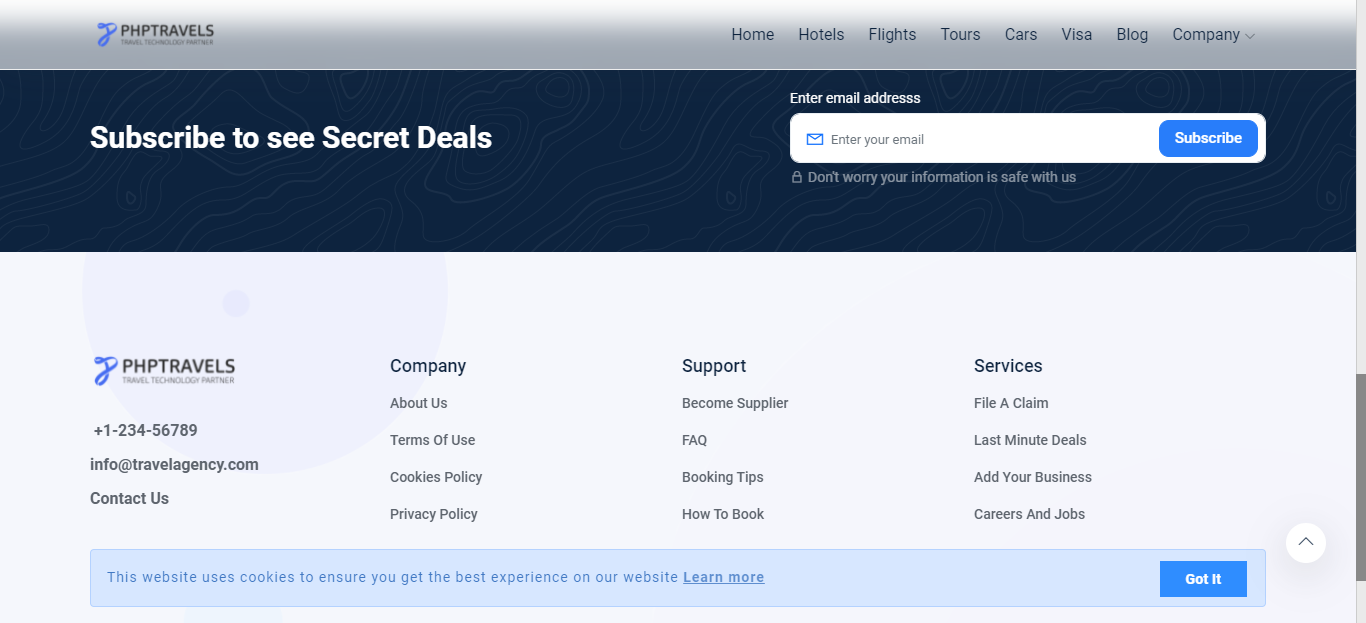 PHPTRAVELS
TRAVEL TECHNOLOGY PARTNER
Home Hotels Flights Tours Cars Visa Blog Company
Subscribe to see Secret Deals
Enter email addresss
Enter your email
Subscribe
Don't worry your information is safe with us
PHPTRAVELS
TRAVEL TECHNOLOGY PARTNER
+1-234-56789
info@travelagency.com
Contact Us
Company
About Us
Terms Of Use
Cookies Policy
Privacy Policy
Support
Become Supplier
FAQ
Booking Tips
How To Book
Services
File A Claim
Last Minute Deals
Add Your Business
Careers And Jobs
This website uses cookies to ensure you get the best experience on our website Learn more
Got It